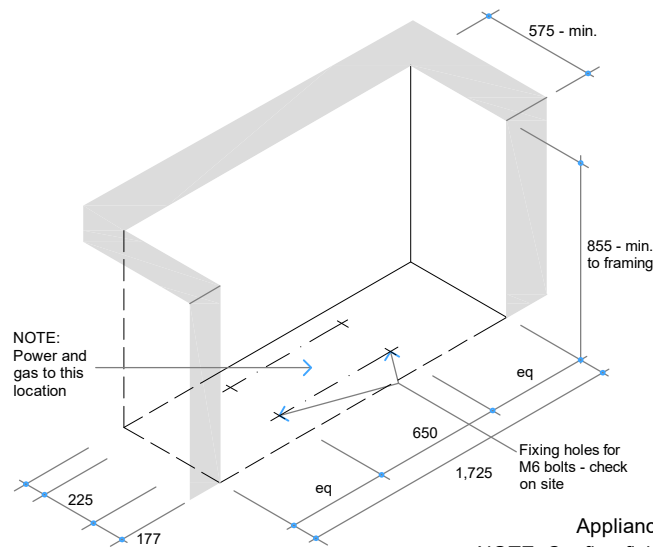 575 - min.
855 - min.
to framing
NOTE:
Power and
gas to this
location
eq
650
Fixing holes for
M6 bolts - check
on site
1,725
eq
225
177